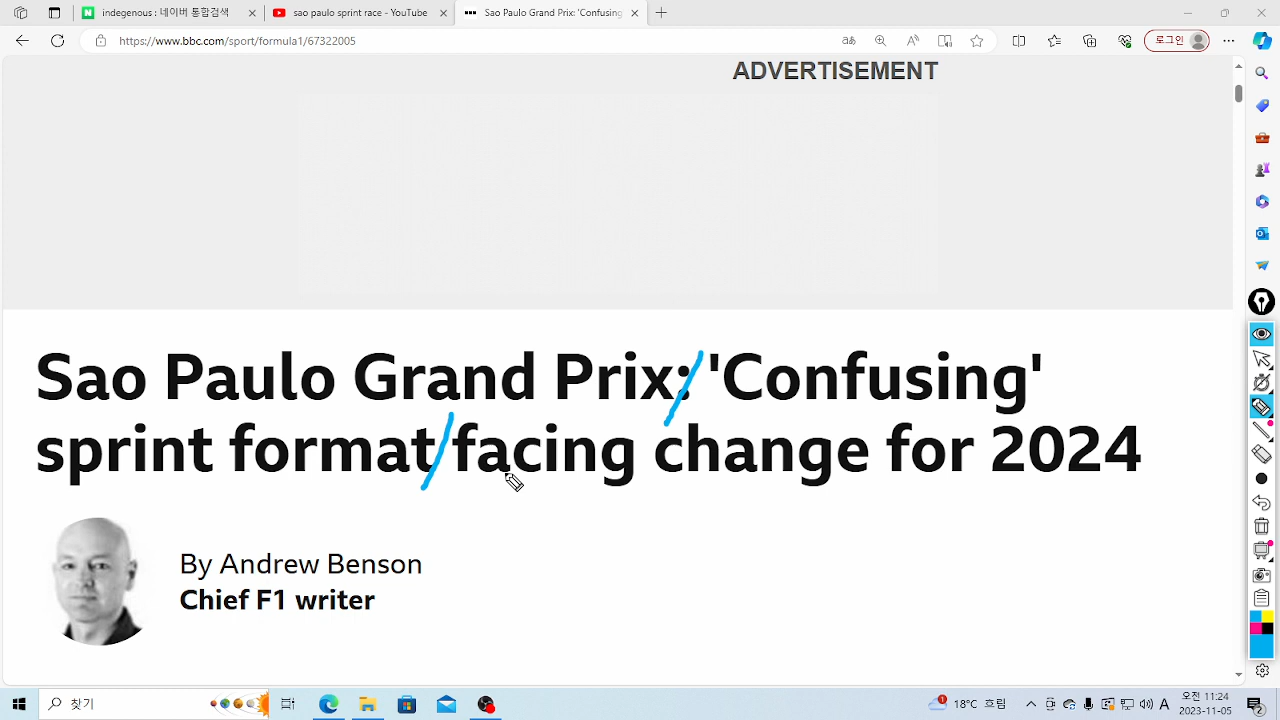 indegenous : 네이버 통합검색
sao paulo sprint race - YouTube
Sao Paulo Grand Prix: 'Confusing
https://www.bbc.com/sport/formula1/67322005
로그인
ADVERTISEMENT
Sao Paulo Grand Prix: 'Confusing'
sprint format facing change for 2024
By Andrew Benson
Chief F1 writer
찾기
18°C 흐림
A
오전 11:24
2023-11-05
2